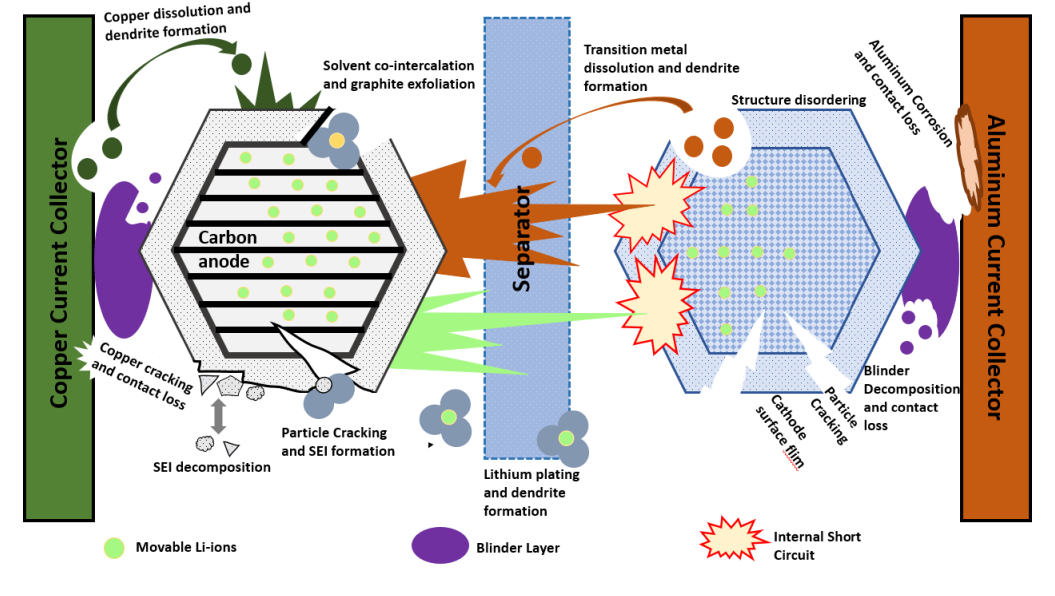 Copper dissolution and
dendrite formation
Solvent co-intercalation
and graphite exfoliation
Transition metal
dissolution and dendrite
formation
Structure disordering
Aluminum Corrosion
and contact loss
Copper Current Collector
Carbon
anode
Separator
Aluminum Current Collector
Copper cracking
and contact loss
SEI decomposition
Particle Cracking
and SEI formation
Lithium plating
and dendrite
formation
Cathode
surface flim
Particle
Cracking
Blinder
Decomposition
and contact
loss
Movable Li-ions
Blinder Layer
Internal Short
Circuit